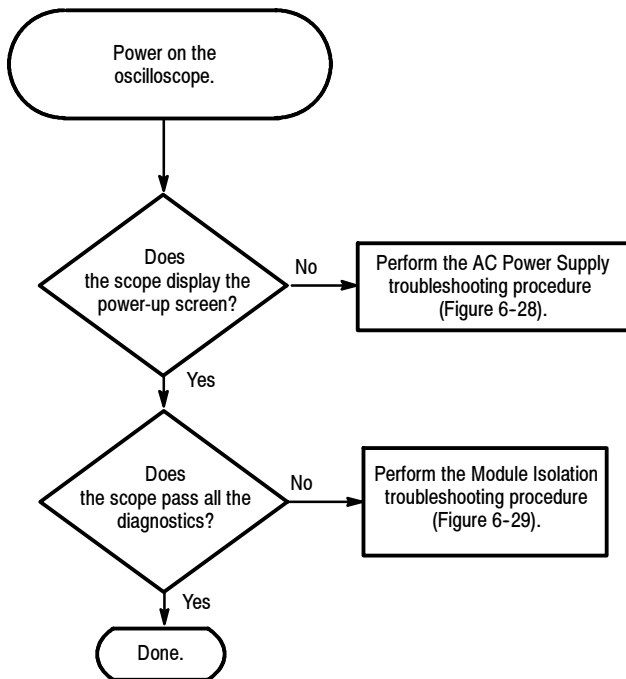 Power on the
oscilloscope.
Does
the scope display the
power-up screen?
No
Perform the AC Power Supply
troubleshooting procedure
(Figure 6-28).
Yes
Does
the scope pass all the
diagnostics?
No
Perform the Module Isolation
troubleshooting procedure
(Figure 6-29).
Yes
Done.